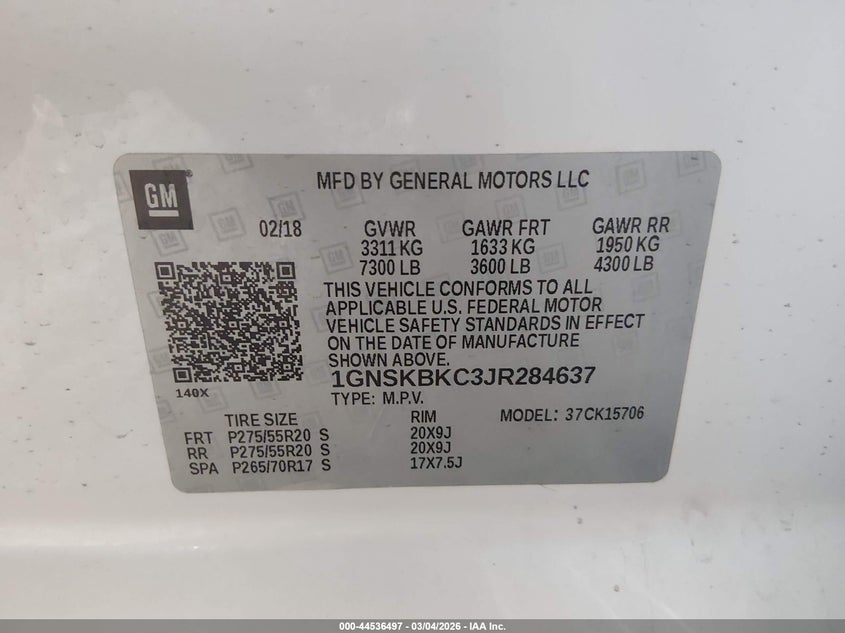 GM
MFD BY GENERAL MOTORS LLC
02/18
GVWR GAWR FRT GAWR RR
3311 KG 1633 KG 1950 KG
7300 LB 3600 LB 4300 LB
THIS VEHICLE CONFORMS TO ALL
APPLICABLE U.S. FEDERAL MOTOR
VEHICLE SAFETY STANDARDS IN EFFECT
ON THE DATE OF MANUFACTURE
SHOWN ABOVE.
1GNSKBKC3JR284637
140X
TYPE: M.P.V.
TIRE SIZE RIM MODEL: 37CK15706
FRT P275/55R20 S 20X9J
RR P275/55R20 S 20X9J
SPA P265/70R17 S 17X7.5J
000-44536497 - 03/04/2026 - IAA Inc.